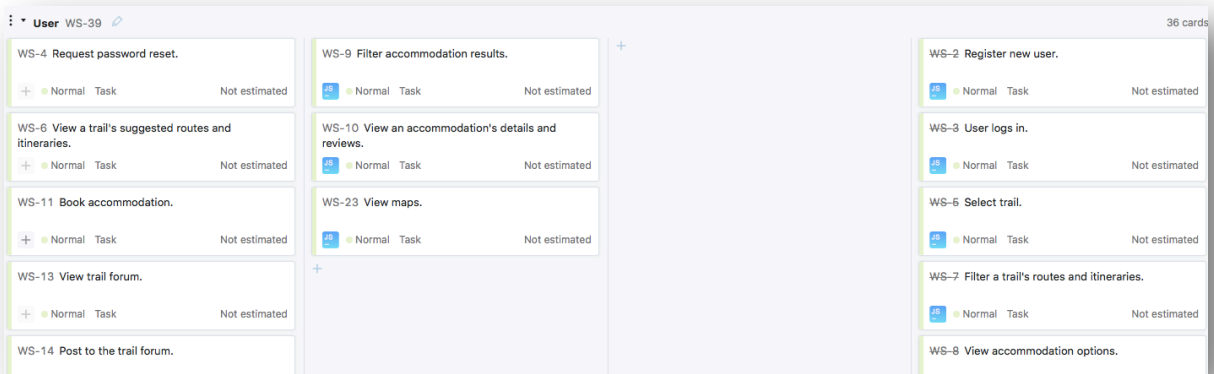 User WS-39
36 cards
WS-4 Request password reset.
Normal Task Not estimated
WS-6 View a trail's suggested routes and
itineraries.
Normal Task Not estimated
WS-11 Book accommodation.
Normal Task Not estimated
WS-13 View trail forum.
Normal Task Not estimated
WS-14 Post to the trail forum.
WS-9 Filter accommodation results.
JS Normal Task Not estimated
WS-10 View an accommodation's details and
reviews.
JS Normal Task Not estimated
WS-23 View maps.
JS Normal Task Not estimated
WS-2 Register new user.
JS Normal Task Not estimated
WS-3 User logs in.
JS Normal Task Not estimated
WS-5 Select trail.
JS Normal Task Not estimated
WS-7 Filter a trail's routes and itineraries.
JS Normal Task Not estimated
WS-8 View accommodation options.